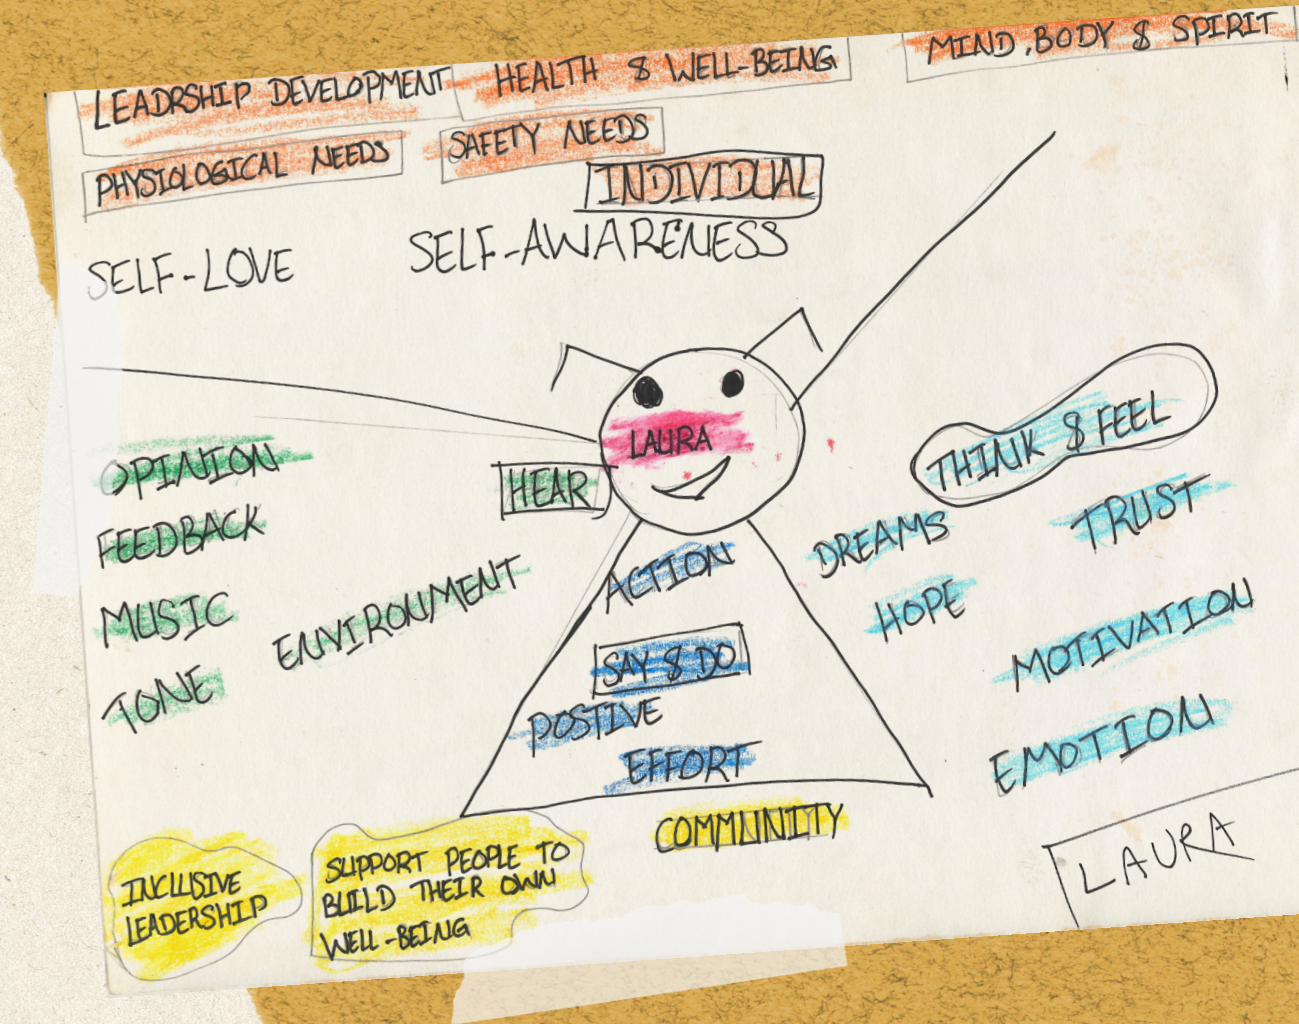 LEADRSHIP DEVELOPMENT
HEALTH & WELL-BEING
MIND, BODY & SPIRIT
PHYSIOLOGICAL NEEDS
SAFETY NEEDS
INDIVIDUAL
SELF-LOVE
SELF-AWARENESS
LAURA
OPINION
HEAR
FEEDBACK
MUSIC
ENVIRONMENT
TONE
THINK & FEEL
DREAMS
TRUST
HOPE
MOTIVATION
EMOTION
ACTION
SAY & DO
POSTIVE
EFFORT
COMMUNITY
INCLUSIVE
LEADERSHIP
SUPPORT PEOPLE TO
BUILD THEIR OWN
WELL-BEING
LAURA